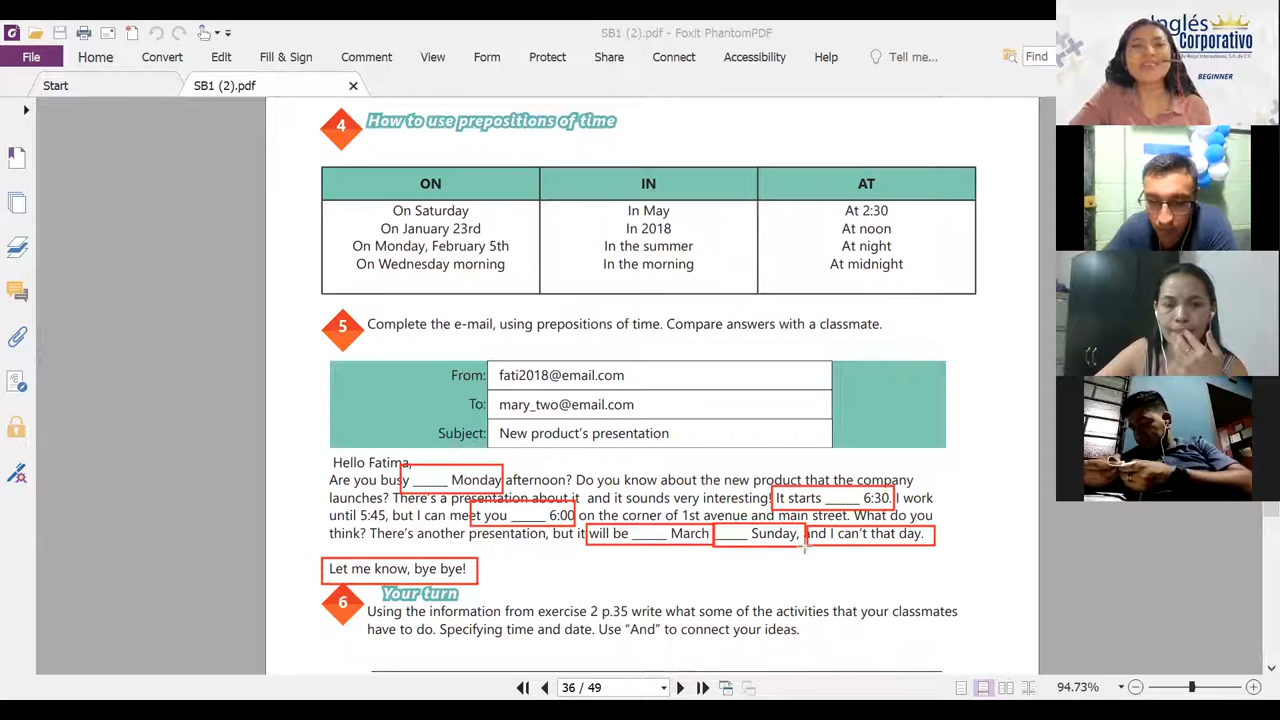 SB1 (2).pdf - Foxit PhantomPDF
File Home Convert Edit Fill & Sign Comment View Form Protect Share Connect Accessibility Help Tell me... Find
Start SB1 (2).pdf
Inglés
Corporativo
BEGINNER
4 How to use prepositions of time
ON IN AT
On Saturday In May At 2:30
On January 23rd In 2018 At noon
On Monday, February 5th In the summer At night
On Wednesday morning In the morning At midnight
5 Complete the e-mail, using prepositions of time. Compare answers with a classmate.
From: fati2018@email.com
To: mary_two@email.com
Subject: New product's presentation
Hello Fatima,
Are you busy _____ Monday afternoon? Do you know about the new product that the company
launches? There's a presentation about it and it sounds very interesting! It starts _____ 6:30. I work
until 5:45, but I can meet you _____ 6:00 on the corner of 1st avenue and main street. What do you
think? There's another presentation, but it will be _____ March _____ Sunday, and I can't that day.
Let me know, bye bye!
6 Your turn
Using the information from exercise 2 p.35 write what some of the activities that your classmates
have to do. Specifying time and date. Use "And" to connect your ideas.
36 / 49 94.73%